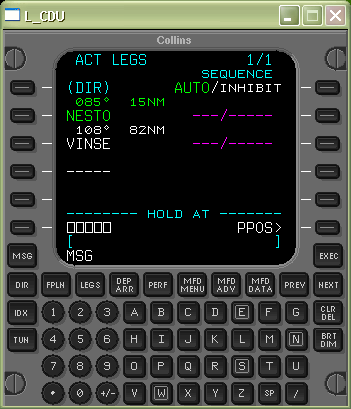 L_CDU
Collins
ACT LEGS 1/1
SEQUENCE
(DIR) AUTO/INHIBIT
085° 15NM
NESTO ---/-----
108° 82NM
VINSE ---/-----
-----
-------- HOLD AT --------
□□□□□ PPOS>
[ ]
MSG
MSG EXEC
DIR FPLN LEGS DEP ARR PERF MFD MENU MFD ADV MFD DATA PREV NEXT
IDX 1 2 3 A B C D E F G CLR DEL
TUN 4 5 6 H I J K L M N BRT DIM
7 8 9 O P Q R S T U
• 0 +/- V W X Y Z SP /